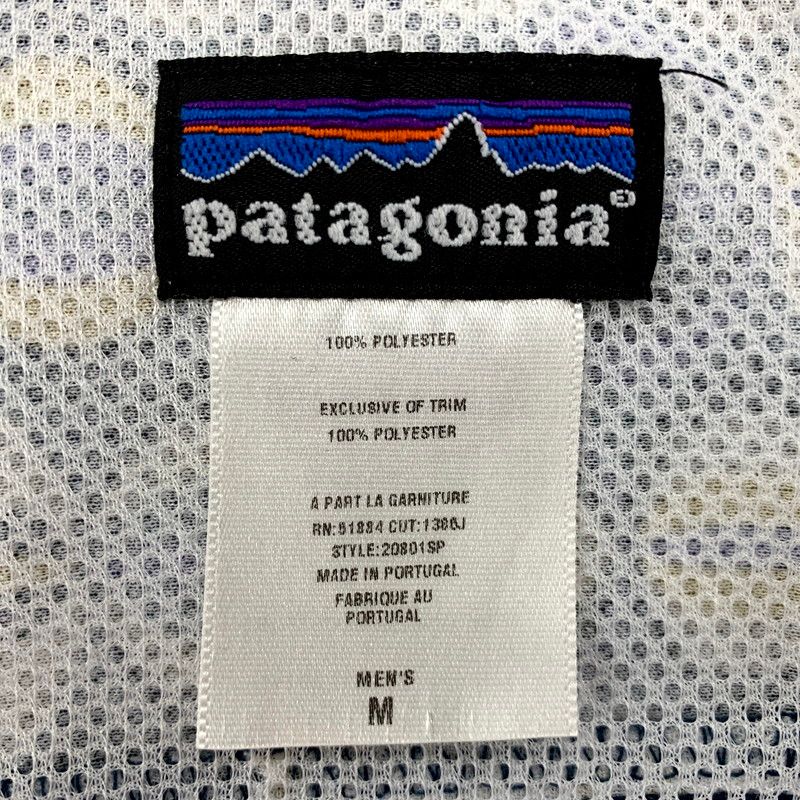 patagonia®
100% POLYESTER
EXCLUSIVE OF TRIM
100% POLYESTER
A PART LA GARNITURE
RN:51884 CUT:1386J
STYLE:20801SP
MADE IN PORTUGAL
FABRIQUE AU
PORTUGAL
MEN'S
M